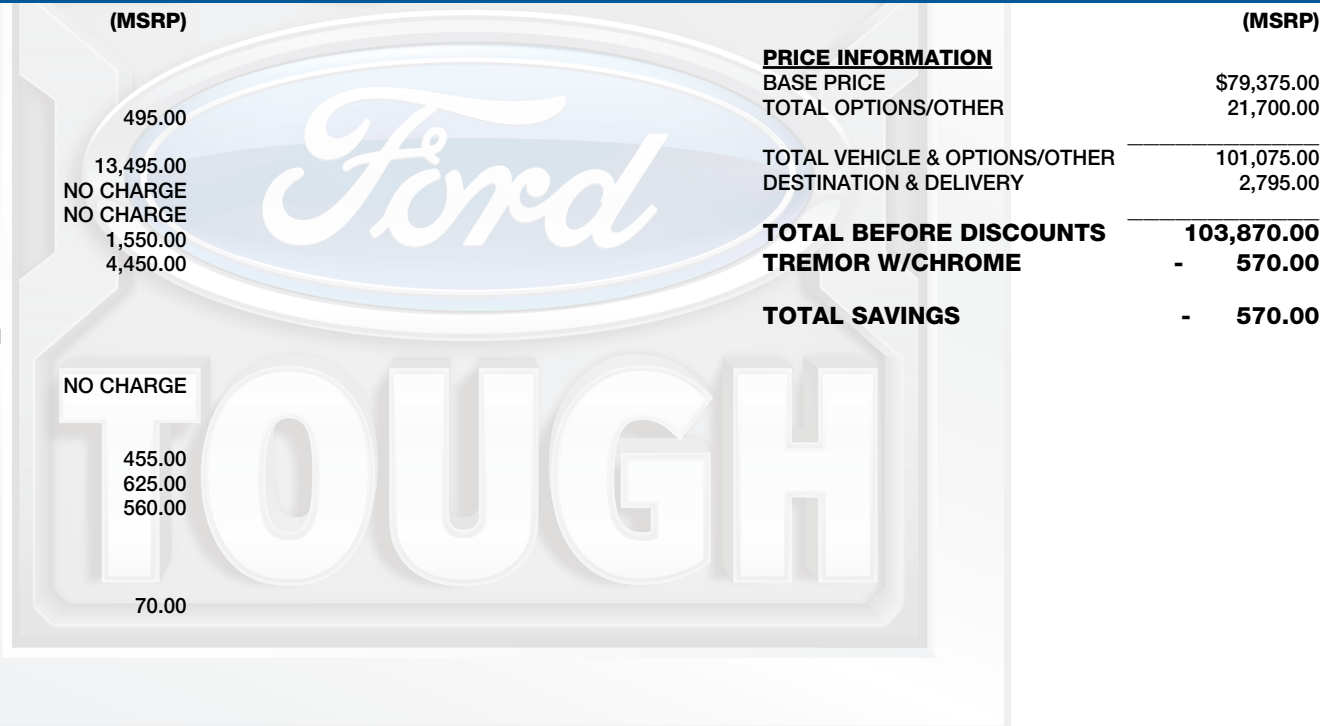 (MSRP)
495.00
13,495.00
NO CHARGE
NO CHARGE
1,550.00
4,450.00
NO CHARGE
455.00
625.00
560.00
70.00
(MSRP)
PRICE INFORMATION
BASE PRICE $79,375.00
TOTAL OPTIONS/OTHER 21,700.00
TOTAL VEHICLE & OPTIONS/OTHER 101,075.00
DESTINATION & DELIVERY 2,795.00
TOTAL BEFORE DISCOUNTS 103,870.00
TREMOR W/CHROME - 570.00
TOTAL SAVINGS - 570.00
Ford
TOUGH